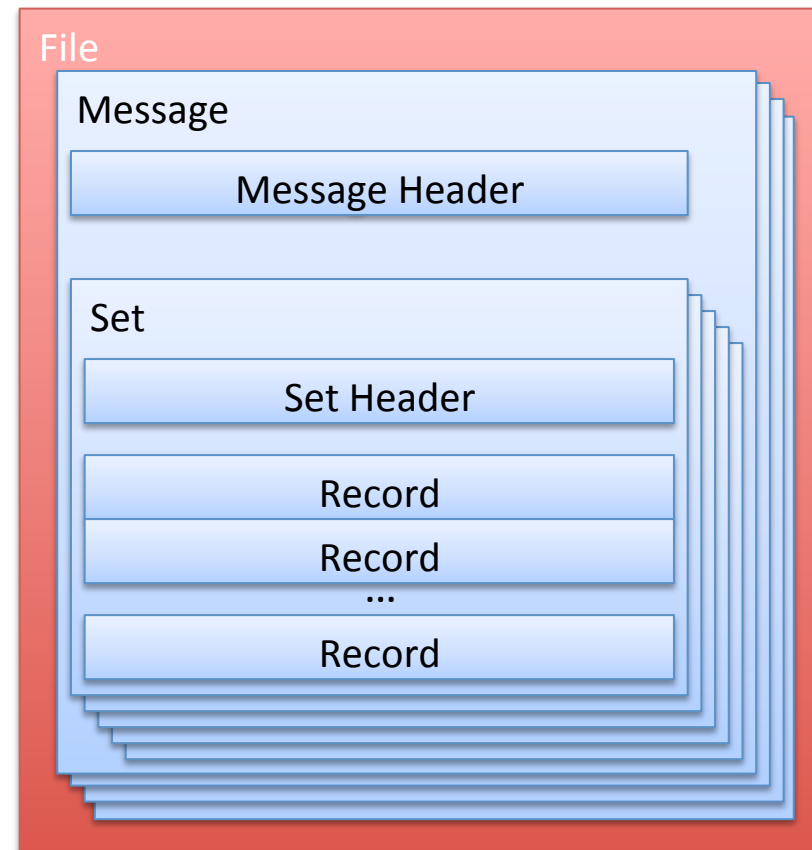 File
Message
Message Header
Set
Set Header
Record
Record
...
Record